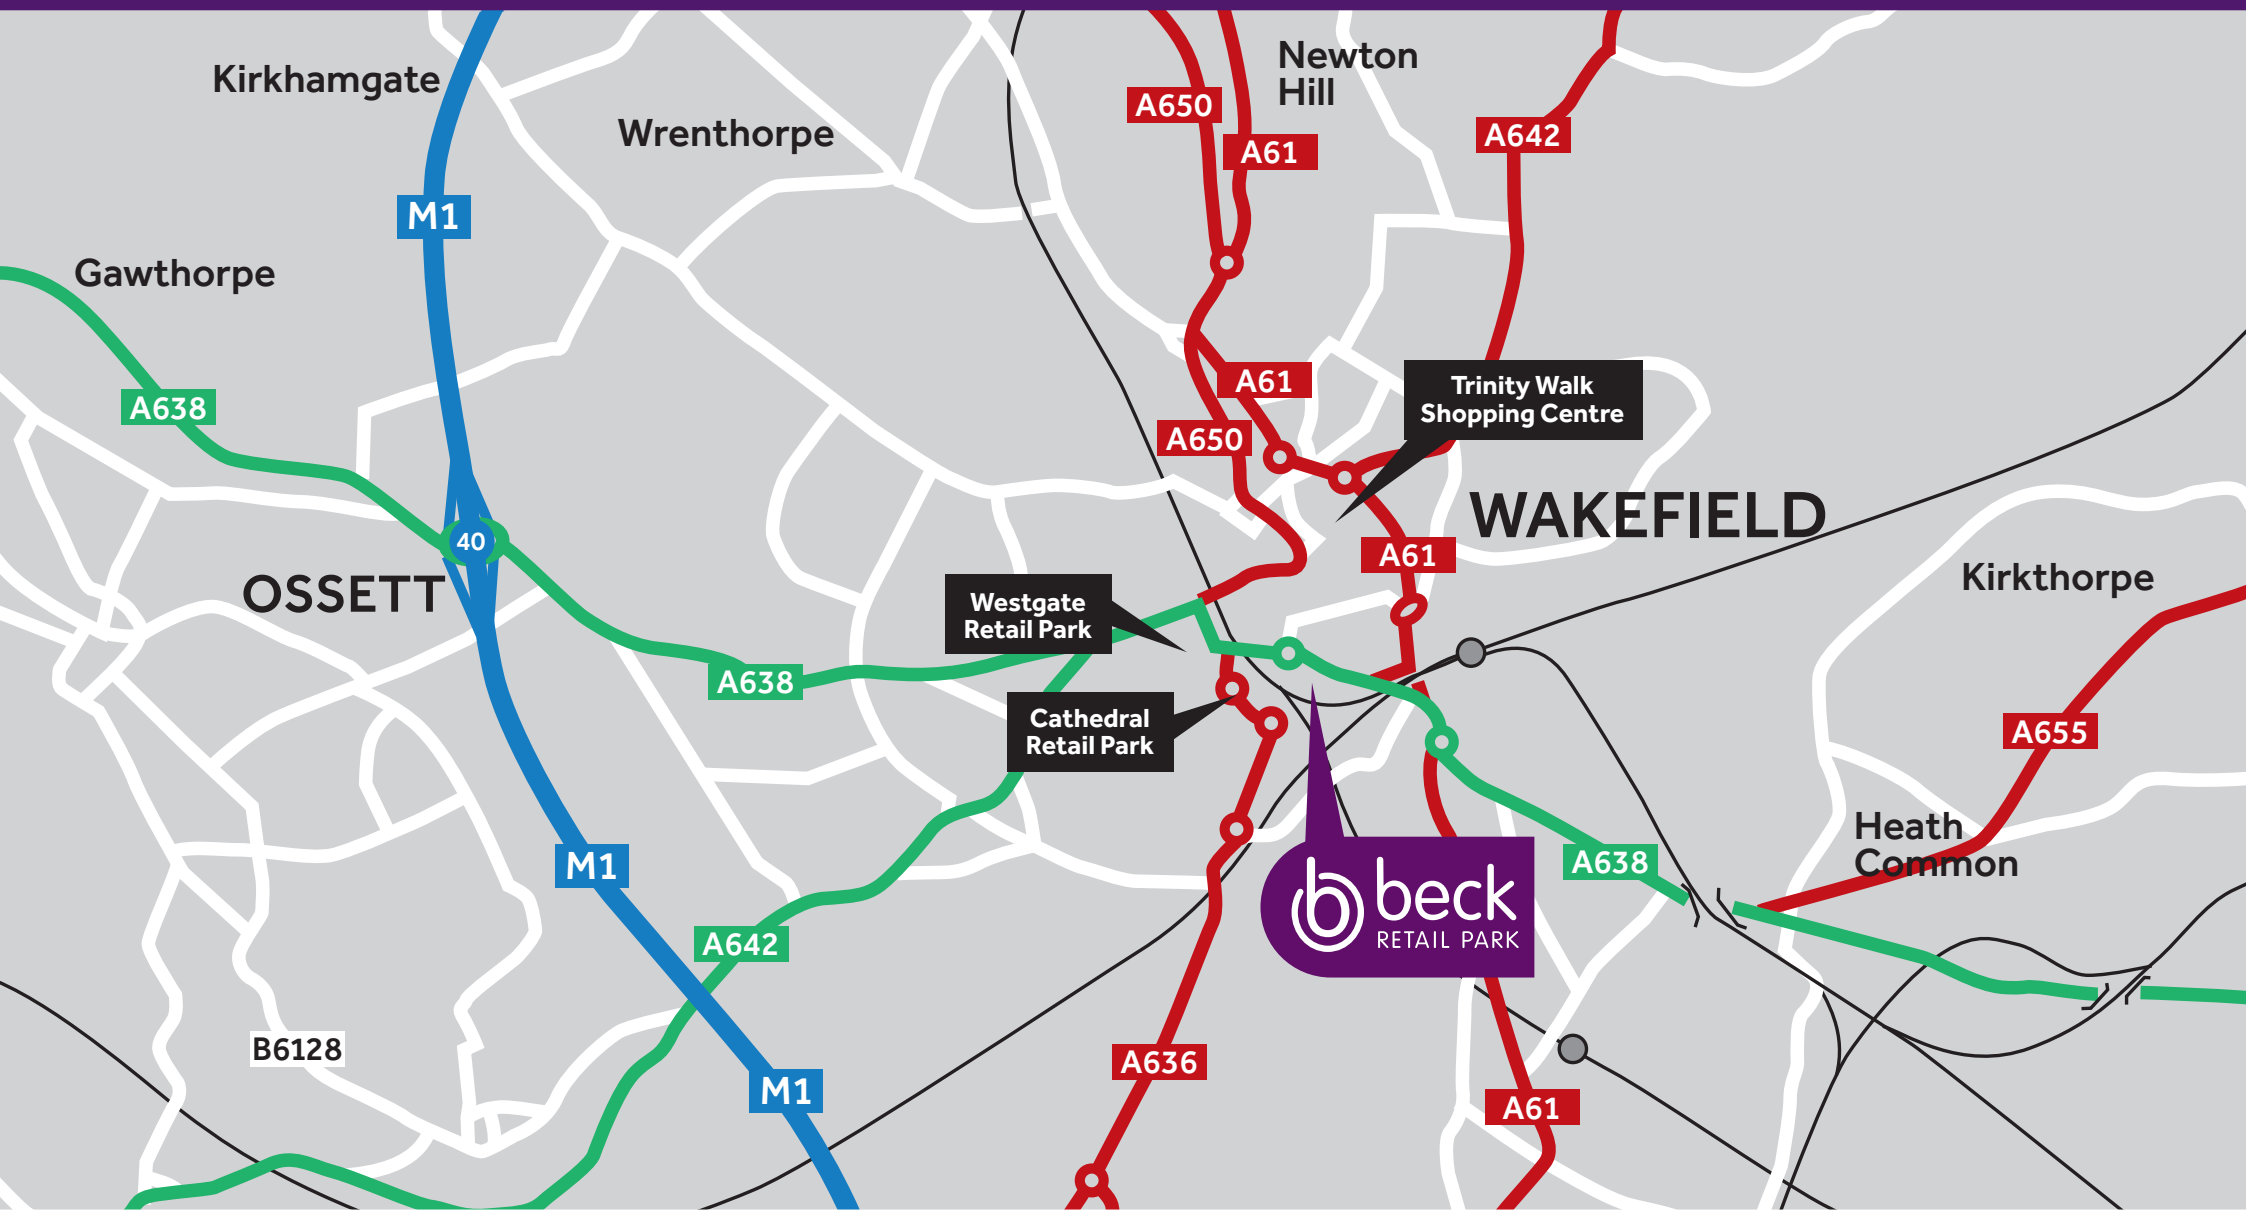 Kirkhamgate
Wrenthorpe
Newton
Hill
A650
A61
A642
M1
Gawthorpe
A638
A61
A650
Trinity Walk
Shopping Centre
WAKEFIELD
40
OSSETT
A61
Kirkthorpe
Westgate
Retail Park
A638
Cathedral
Retail Park
A655
Heath
Common
M1
A638
b beck
RETAIL PARK
A642
B6128
A636
M1
A61